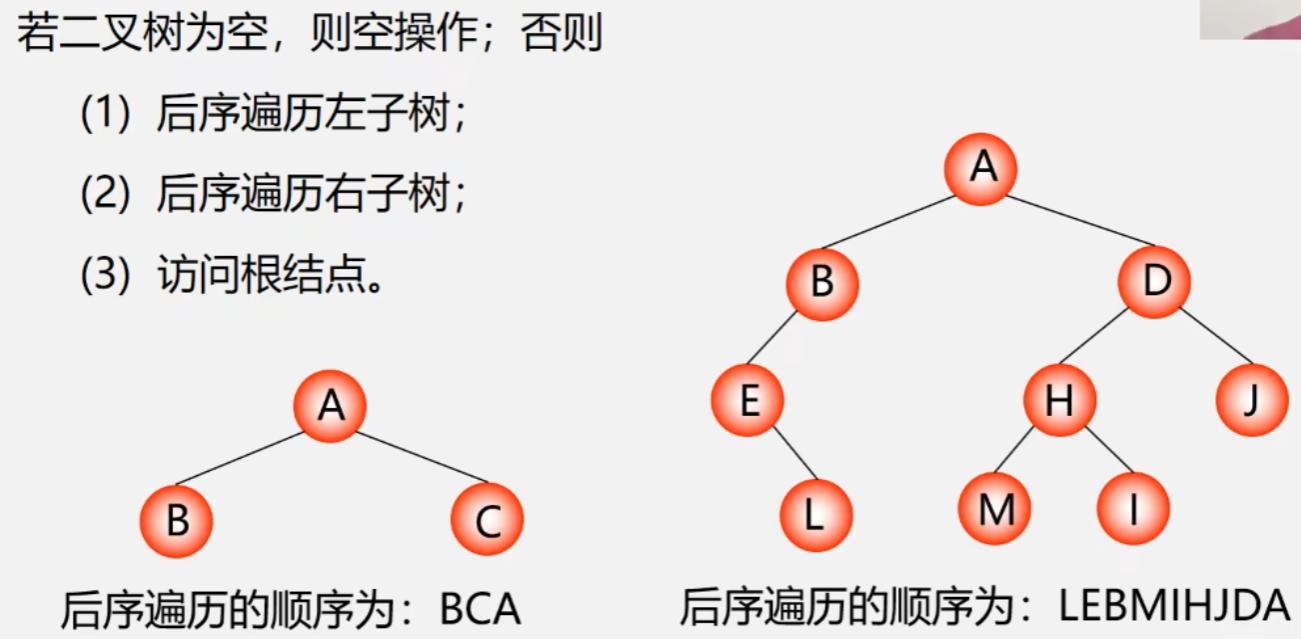 若二叉树为空，则空操作；否则
(1) 后序遍历左子树；
(2) 后序遍历右子树；
(3) 访问根结点。
A
B C
后序遍历的顺序为：BCA
A
B D
E H J
L M I
后序遍历的顺序为：LEBMIHJDA